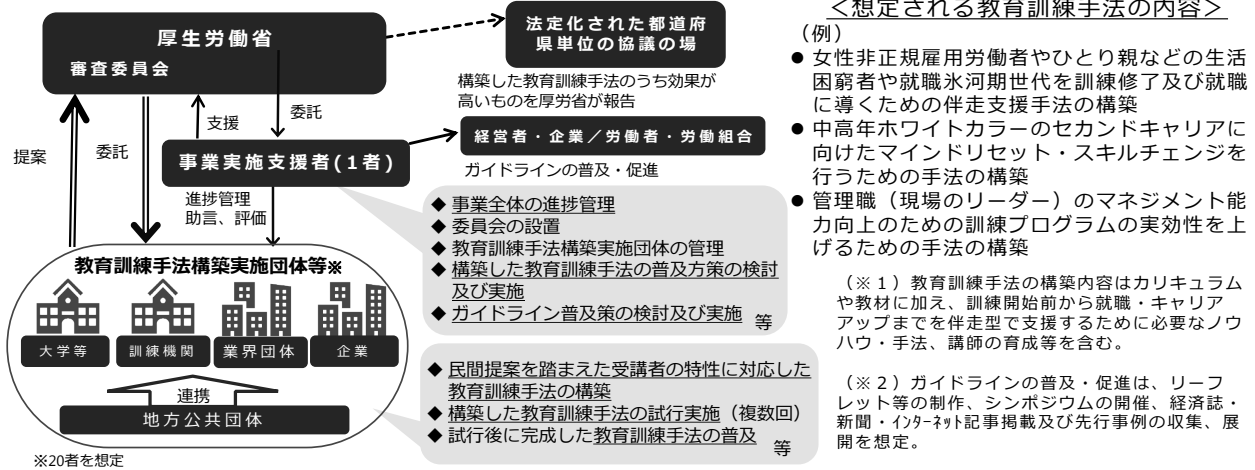 厚生労働省
審査委員会
法定化された都道府
県単位の協議の場
構築した教育訓練手法のうち効果が
高いものを厚労省が報告
提案
委託
支援
委託
経営者・企業／労働者・労働組合
ガイドラインの普及・促進
事業実施支援者(1者)
進捗管理
助言、評価
◆ 事業全体の進捗管理
◆ 委員会の設置
◆ 教育訓練手法構築実施団体の管理
◆ 構築した教育訓練手法の普及方策の検討
及び実施
◆ ガイドライン普及策の検討及び実施 等
教育訓練手法構築実施団体等※
大学等
訓練機関
業界団体
企業
連携
地方公共団体
※20者を想定
◆ 民間提案を踏まえた受講者の特性に対応した
教育訓練手法の構築
◆ 構築した教育訓練手法の試行実施（複数回）
◆ 試行後に完成した教育訓練手法の普及 等
＜想定される教育訓練手法の内容＞
（例）
● 女性非正規雇用労働者やひとり親などの生活
困窮者や就職氷河期世代を訓練修了及び就職
に導くための伴走支援手法の構築
● 中高年ホワイトカラーのセカンドキャリアに
向けたマインドリセット・スキルチェンジを
行うための手法の構築
● 管理職（現場のリーダー）のマネジメント能
力向上のための訓練プログラムの実効性を上
げるための手法の構築
（※１）教育訓練手法の構築内容はカリキュラム
や教材に加え、訓練開始前から就職・キャリア
アップまでを伴走型で支援するために必要なノウ
ハウ・手法、講師の育成等を含む。
（※２）ガイドラインの普及・促進は、リーフ
レット等の制作、シンポジウムの開催、経済誌・
新聞・ｲﾝﾀｰﾈｯﾄ記事掲載及び先行事例の収集、展
開を想定。